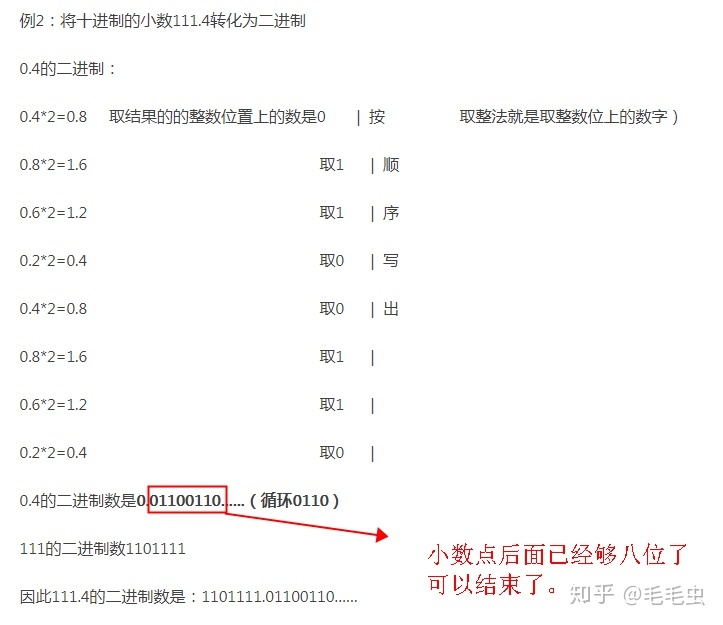 例2：将十进制的小数111.4转化为二进制
0.4的二进制：
0.4*2=0.8 取结果的的整数位置上的数是0 | 按 取整法就是取整数位上的数字）
0.8*2=1.6 取1 | 顺
0.6*2=1.2 取1 | 序
0.2*2=0.4 取0 | 写
0.4*2=0.8 取0 | 出
0.8*2=1.6 取1 |
0.6*2=1.2 取1 |
0.2*2=0.4 取0 |
0.4的二进制数是0.01100110......（循环0110）
111的二进制数1101111
小数点后面已经够八位了
可以结束了。
因此111.4的二进制数是：1101111.01100110......
知乎 @毛毛虫